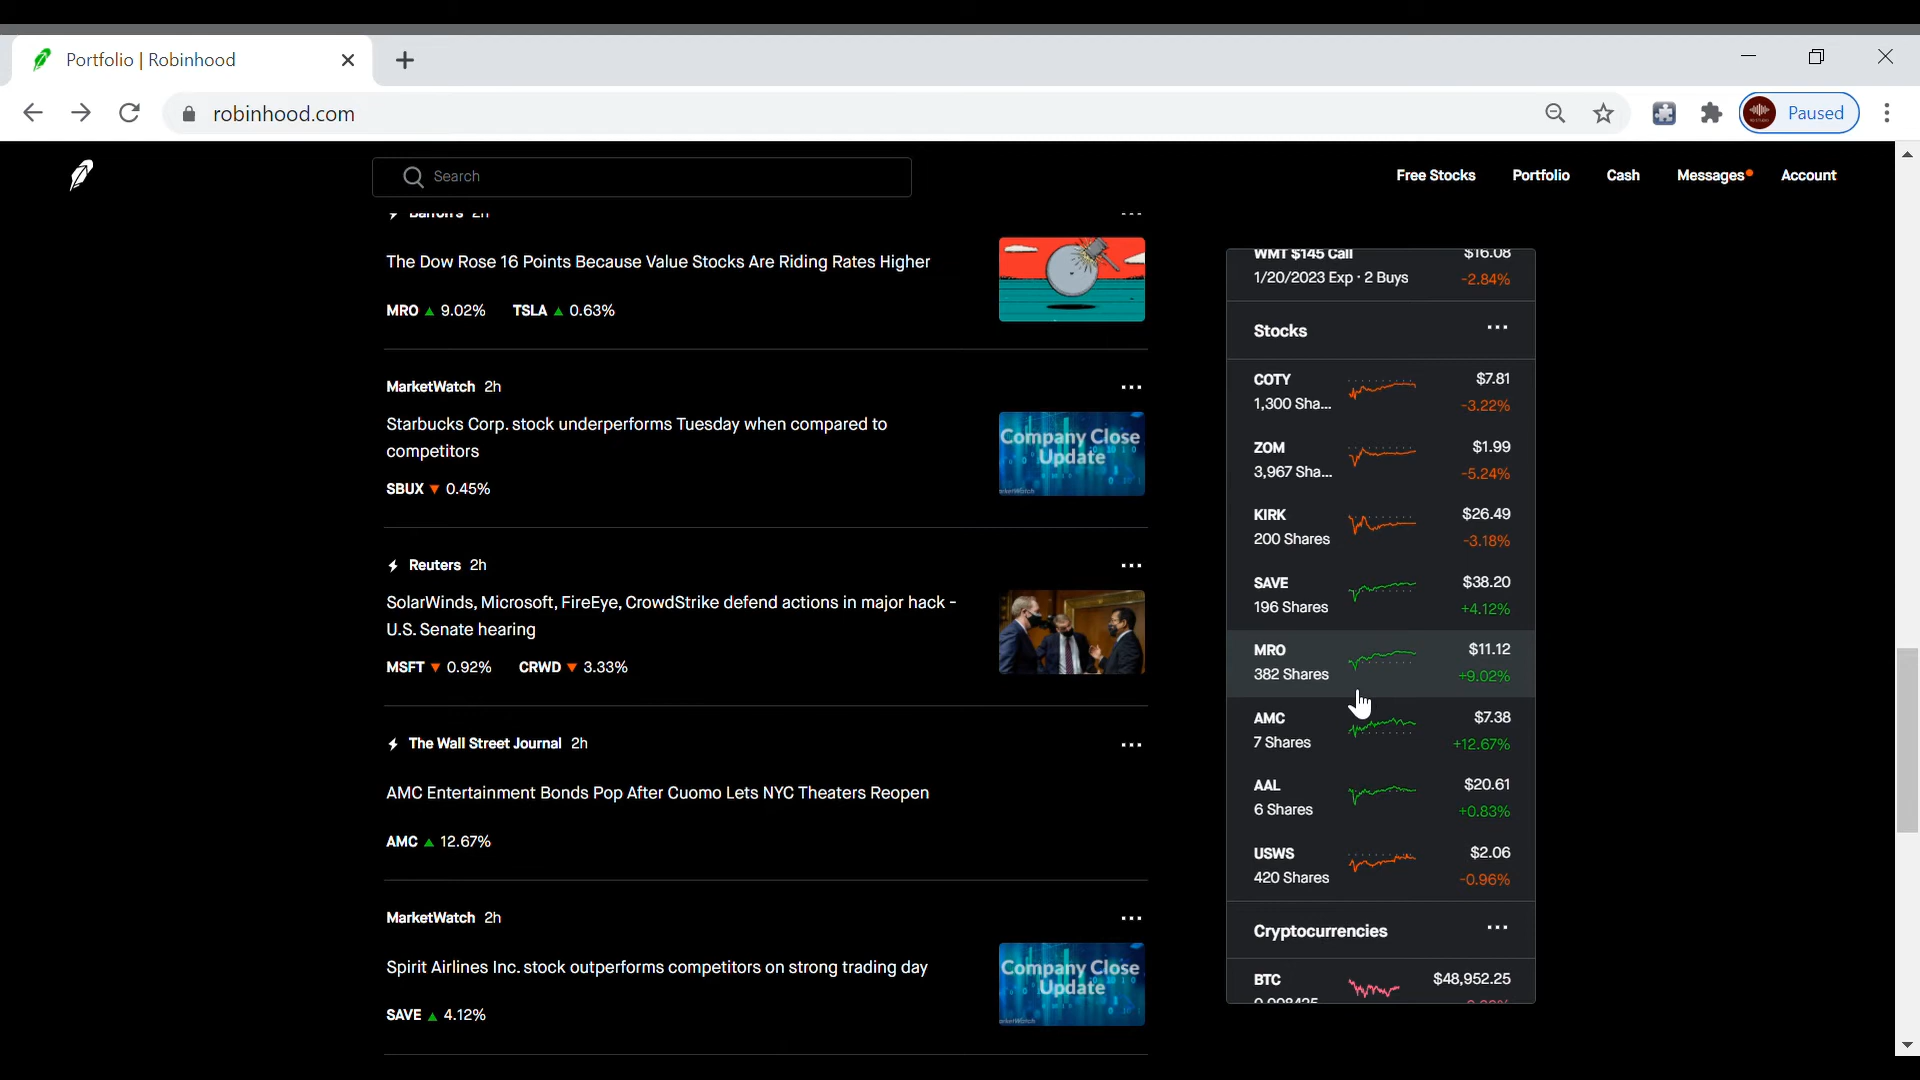 Portfolio | Robinhood
robinhood.com
Paused
Search
Free Stocks Portfolio Cash Messages Account
Barron's 2h
The Dow Rose 16 Points Because Value Stocks Are Riding Rates Higher
MRO 9.02% TSLA 0.63%
MarketWatch 2h
Starbucks Corp. stock underperforms Tuesday when compared to
competitors
SBUX 0.45%
Company Close
Update
MarketWatch
Reuters 2h
SolarWinds, Microsoft, FireEye, CrowdStrike defend actions in major hack -
U.S. Senate hearing
MSFT 0.92% CRWD 3.33%
The Wall Street Journal 2h
AMC Entertainment Bonds Pop After Cuomo Lets NYC Theaters Reopen
AMC 12.67%
MarketWatch 2h
Spirit Airlines Inc. stock outperforms competitors on strong trading day
SAVE 4.12%
Company Close
Update
MarketWatch
WMT $145 Call $16.08
1/20/2023 Exp · 2 Buys -2.84%
Stocks
COTY $7.81
1,300 Sha... -3.22%
ZOM $1.99
3,967 Sha... -5.24%
KIRK $26.49
200 Shares -3.18%
SAVE $38.20
196 Shares +4.12%
MRO $11.12
382 Shares +9.02%
AMC $7.38
7 Shares +12.67%
AAL $20.61
6 Shares +0.83%
USWS $2.06
420 Shares -0.96%
Cryptocurrencies
BTC $48,952.25